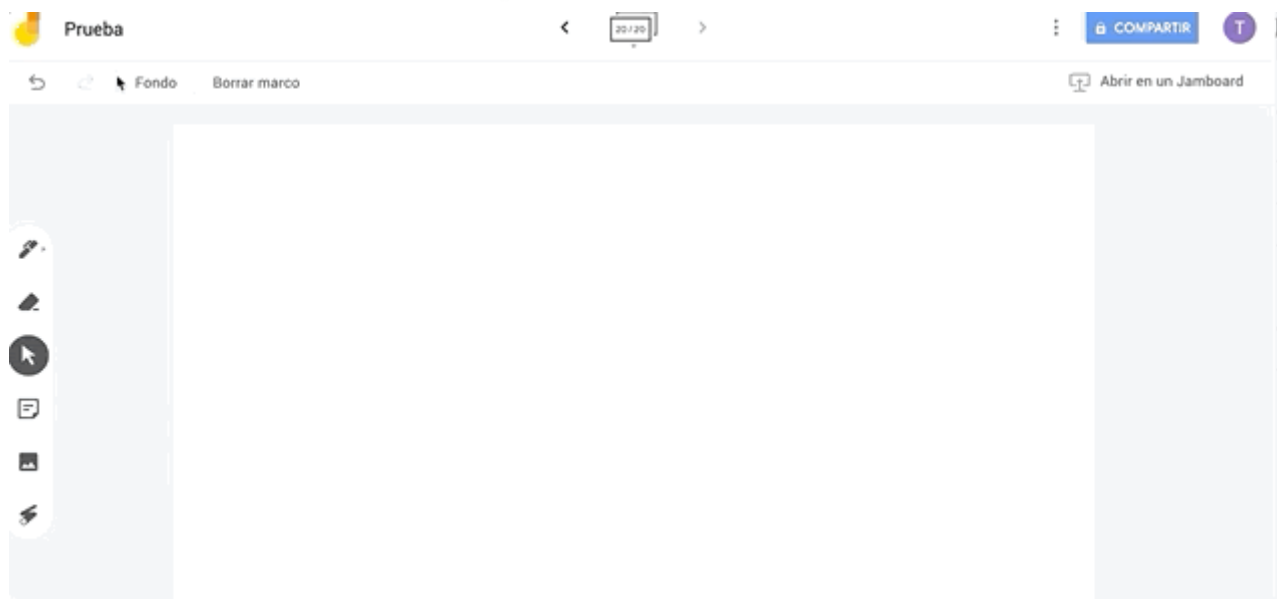 Prueba
20/20
COMPARTIR
T
Fondo
Borrar marco
Abrir en un Jamboard